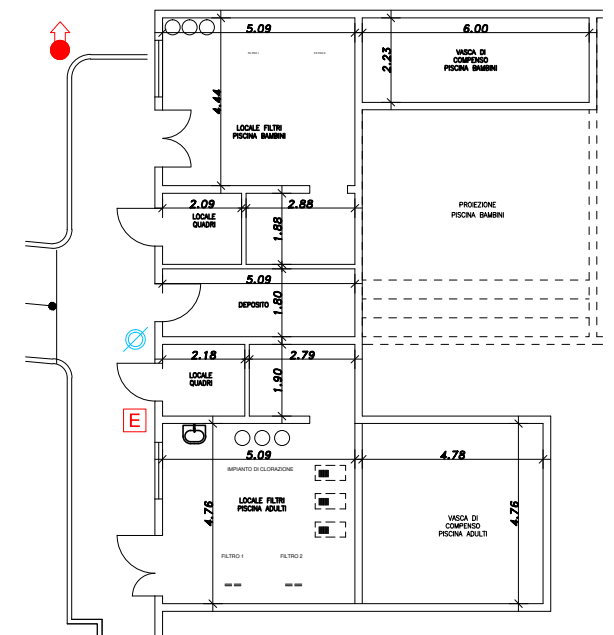 5.09
6.00
2.23
VASCA DI
COMPENSO
PISCINA BAMBINI
4.44
LOCALE FILTRI
PISCINA BAMBINI
PROIEZIONE
PISCINA BAMBINI
2.09
2.88
LOCALE
QUADRI
1.88
5.09
DEPOSITO
1.80
2.18
2.79
LOCALE
QUADRI
1.90
E
5.09
4.78
IMPIANTO DI CLORAZIONE
4.76
LOCALE FILTRI
PISCINA ADULTI
4.76
VASCA DI
COMPENSO
PISCINA ADULTI
FILTRO 1
FILTRO 2